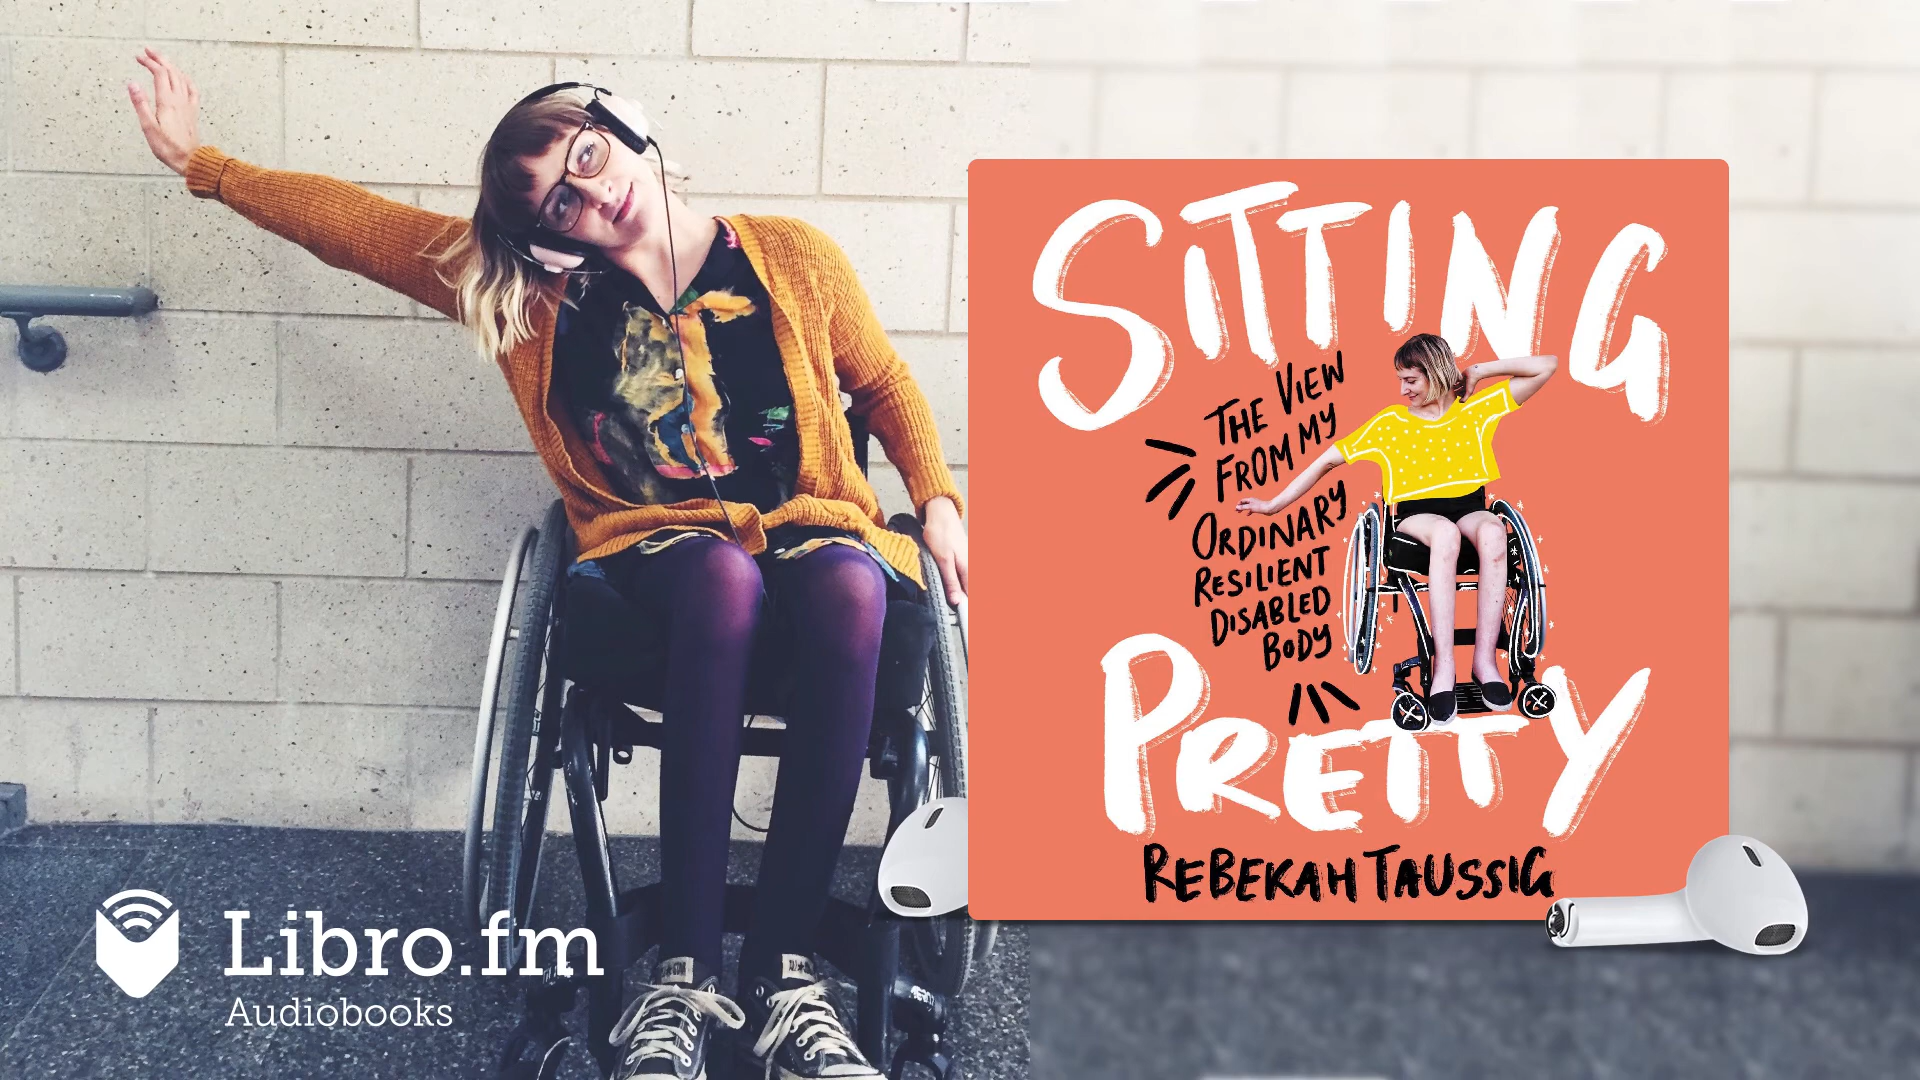 SITTING
THE VIEW
FROM MY
ORDINARY
RESILIENT
DISABLED
BODY
PRETTY
REBEKAH TAUSSIG
Libro.fm
Audiobooks